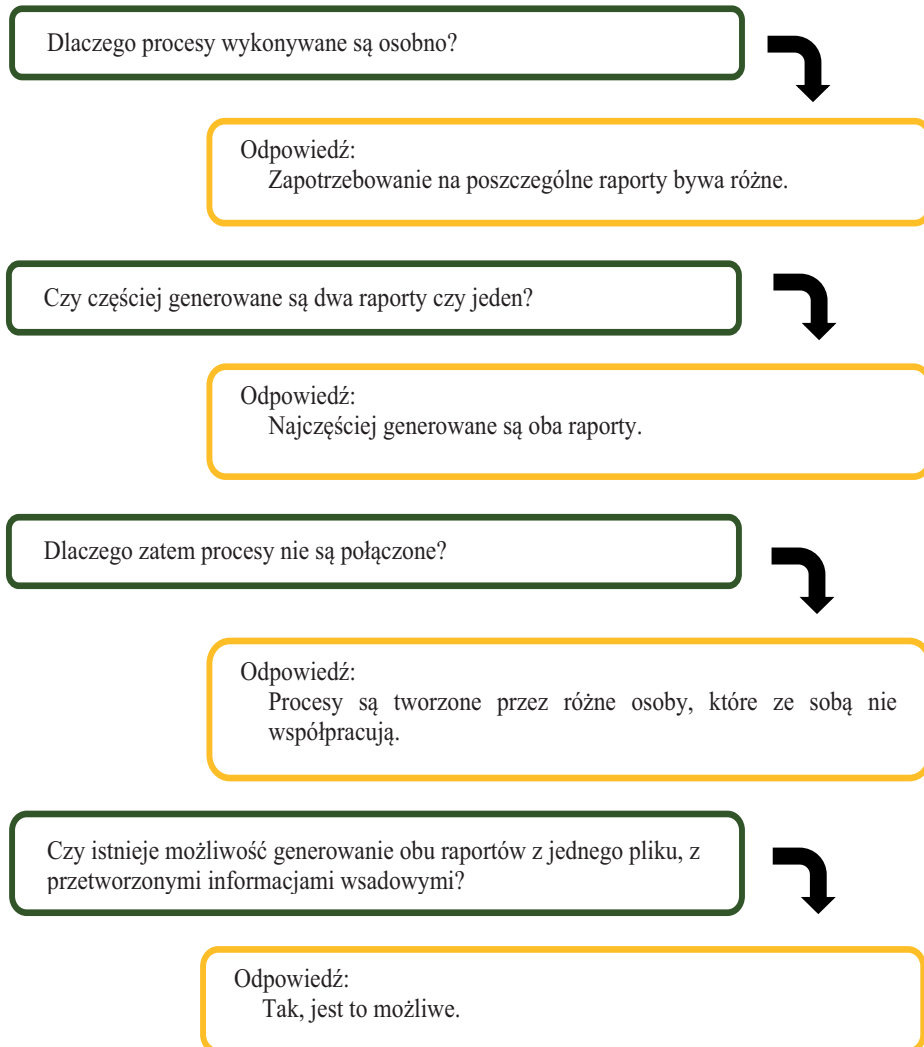 Dlaczego procesy wykonywane są osobno?
Odpowiedź:
Zapotrzebowanie na poszczególne raporty bywa różne.
Czy częściej generowane są dwa raporty czy jeden?
Odpowiedź:
Najczęściej generowane są oba raporty.
Dlaczego zatem procesy nie są połączone?
Odpowiedź:
Procesy są tworzone przez różne osoby, które ze sobą nie
współpracują.
Czy istnieje możliwość generowanie obu raportów z jednego pliku, z
przetworzonymi informacjami wsadowymi?
Odpowiedź:
Tak, jest to możliwe.